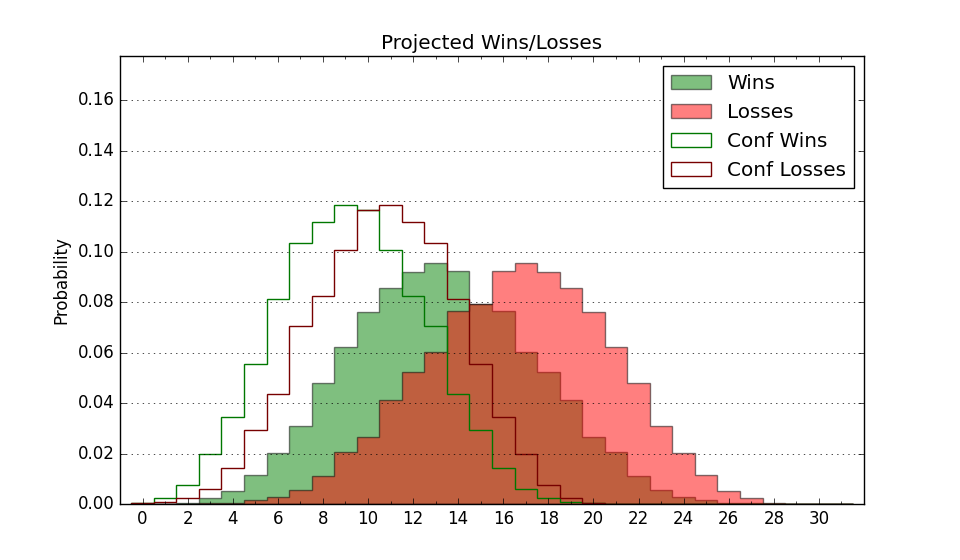 Projected Wins/Losses
Wins
Losses
Conf Wins
Conf Losses
Probability
0.16
0.14
0.12
0.10
0.08
0.06
0.04
0.02
0.00
0 2 4 6 8 10 12 14 16 18 20 22 24 26 28 30